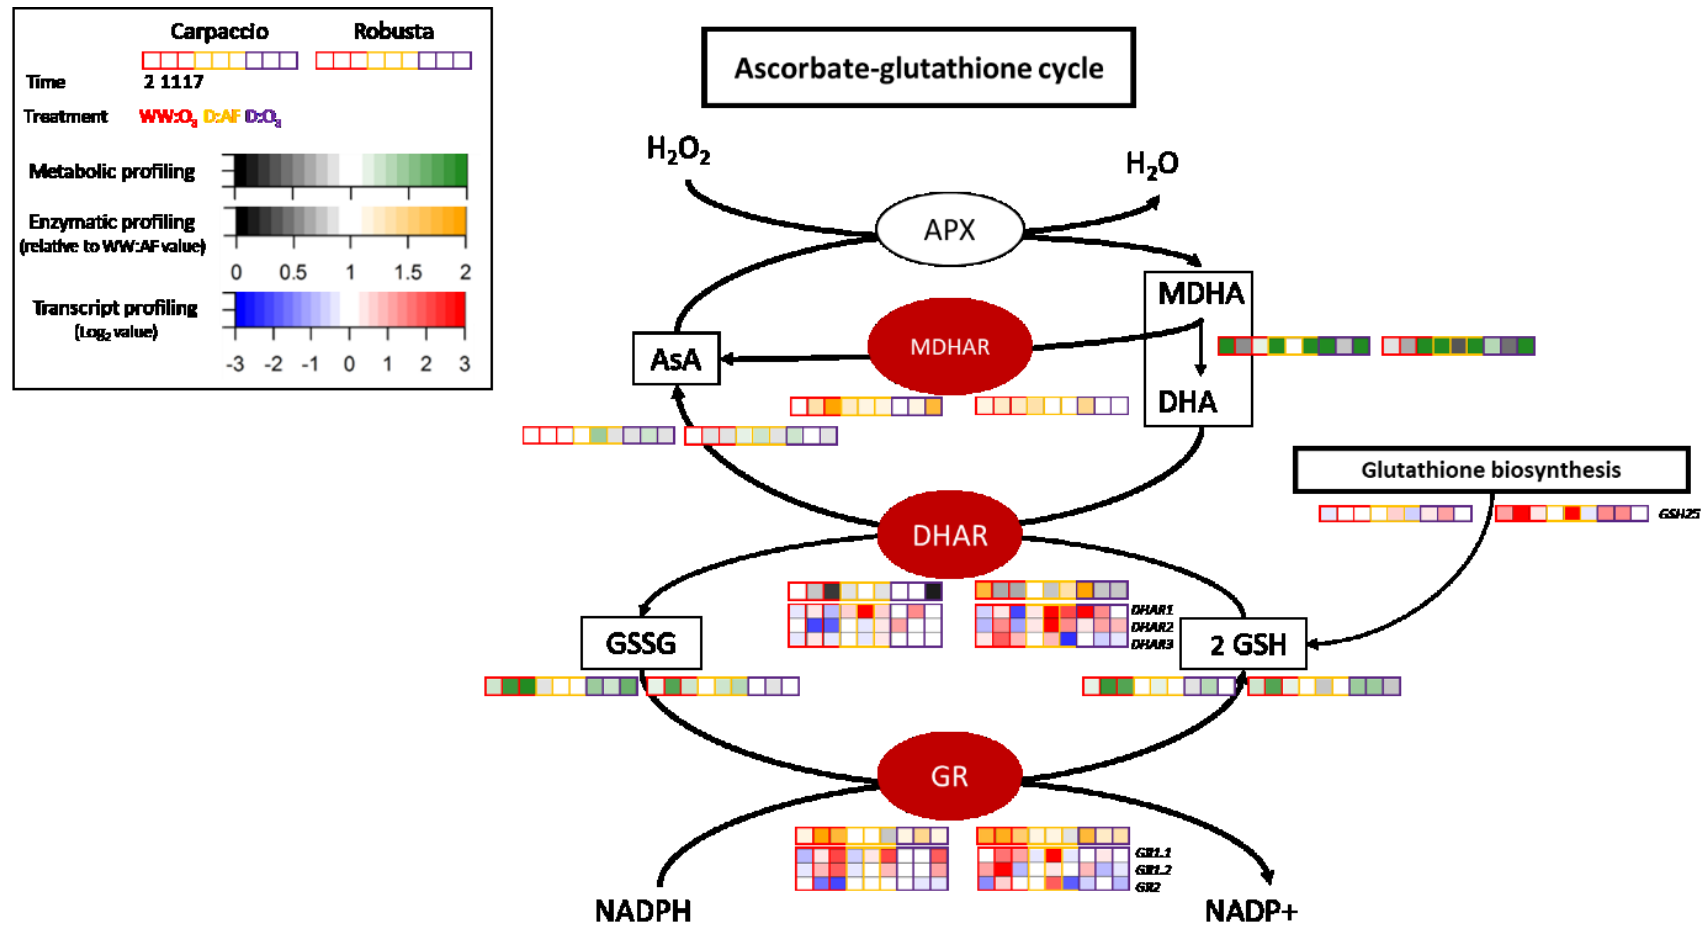 Carpaccio Robusta
Time 2 1117
Treatment WW:O3 D:AF D:O3
Metabolic profiling
Enzymatic profiling
(relative to WW:AF value)
0 0.5 1 1.5 2
Transcript profiling
(Log2 value)
-3 -2 -1 0 1 2 3
Ascorbate-glutathione cycle
H2O2
H2O
APX
MDHA
MDHAR
AsA
DHA
Glutathione biosynthesis
GSH25
DHAR
DHAR1
DHAR2
DHAR3
GSSG
2 GSH
GR
GR1.1
GR1.2
GR2
NADPH
NADP+